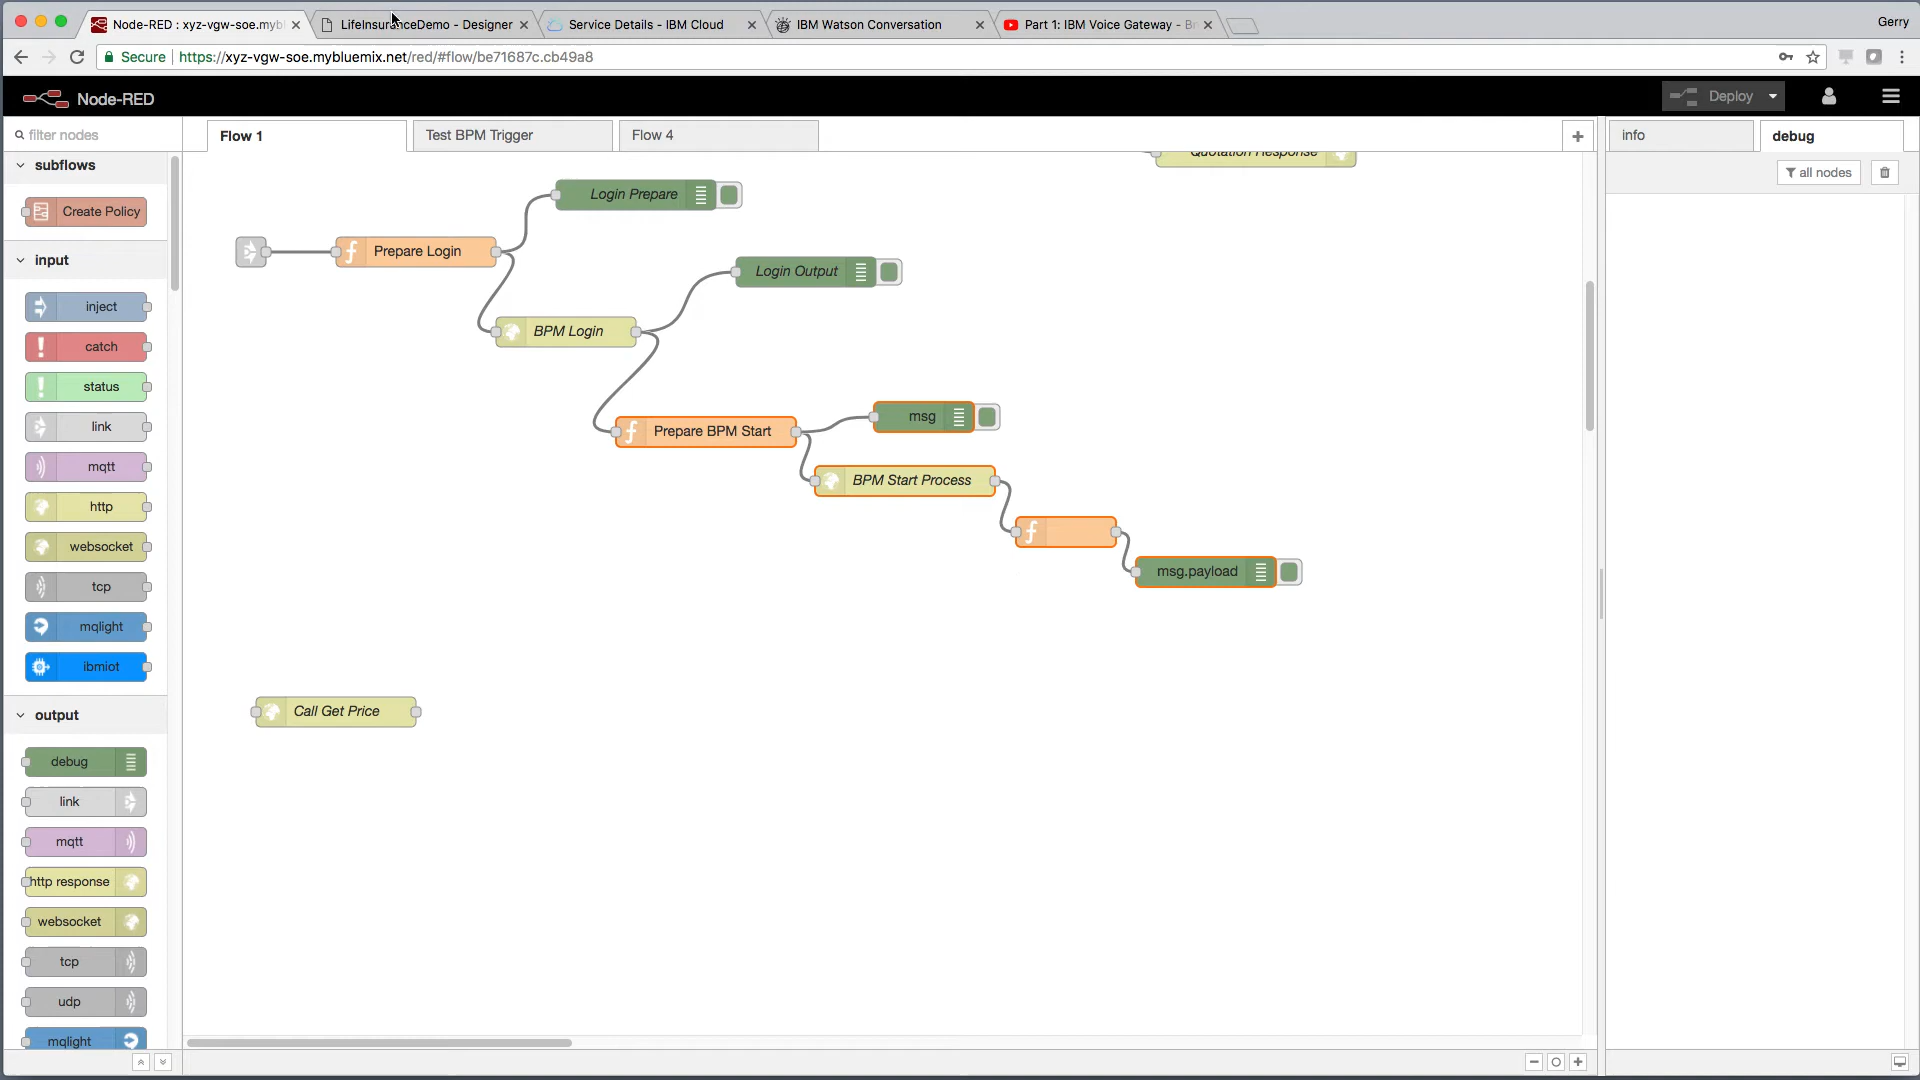 Node-RED : xyz-vgw-soe.myb
LifeInsuranceDemo - Designer
Service Details - IBM Cloud
IBM Watson Conversation
Part 1: IBM Voice Gateway - Br
Gerry
Secure
https://xyz-vgw-soe.mybluemix.net/red/#flow/be71687c.cb49a8
Node-RED
Deploy
filter nodes
Flow 1
Test BPM Trigger
Flow 4
info
debug
all nodes
subflows
Create Policy
input
inject
catch
status
link
mqtt
http
websocket
tcp
mqlight
ibmiot
output
debug
link
mqtt
http response
websocket
tcp
udp
mqlight
Quotation Response
Login Prepare
Prepare Login
Login Output
BPM Login
msg
Prepare BPM Start
BPM Start Process
msg.payload
Call Get Price